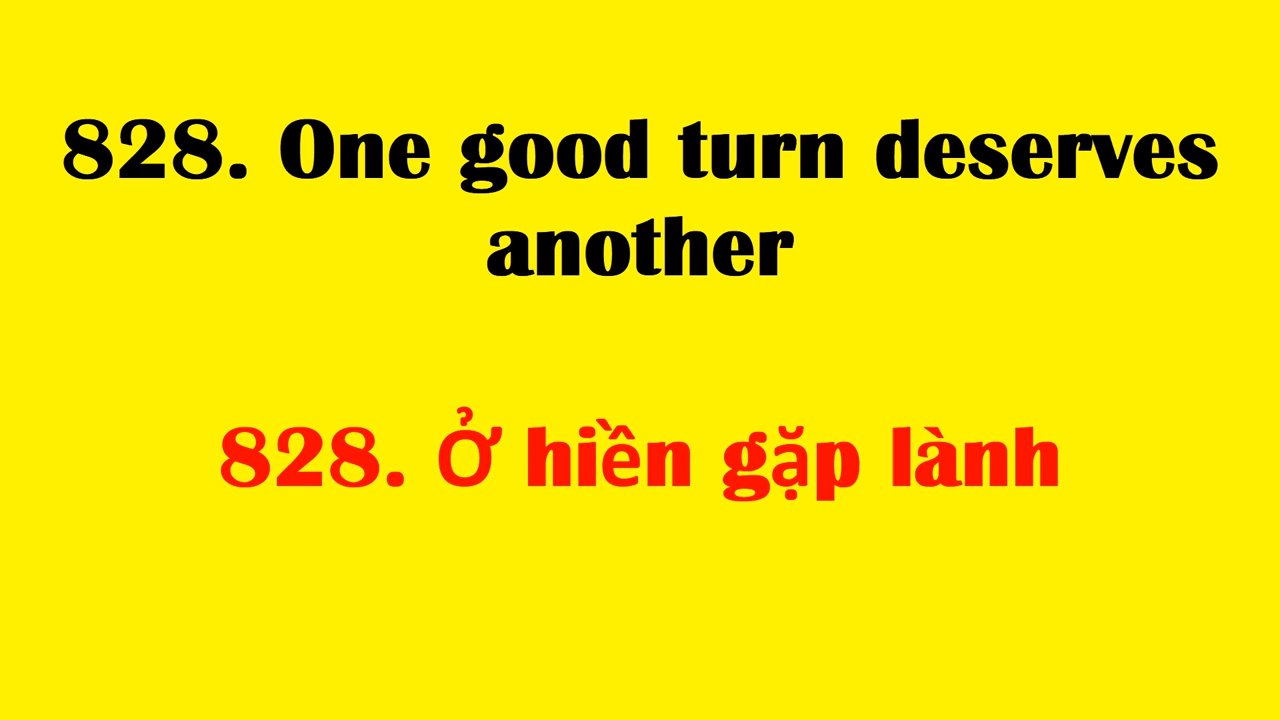 828. One good turn deserves
another
828. Ở hiền gặp lành